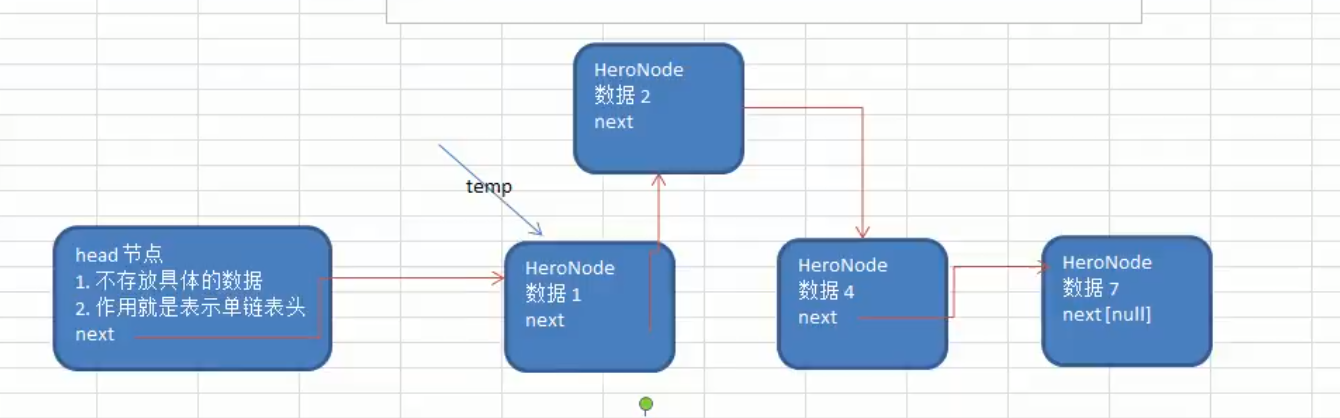 HeroNode
数据 2
next
temp
head 节点
1. 不存放具体的数据
2. 作用就是表示单链表头
next
HeroNode
数据 1
next
HeroNode
数据 4
next
HeroNode
数据 7
next [null]